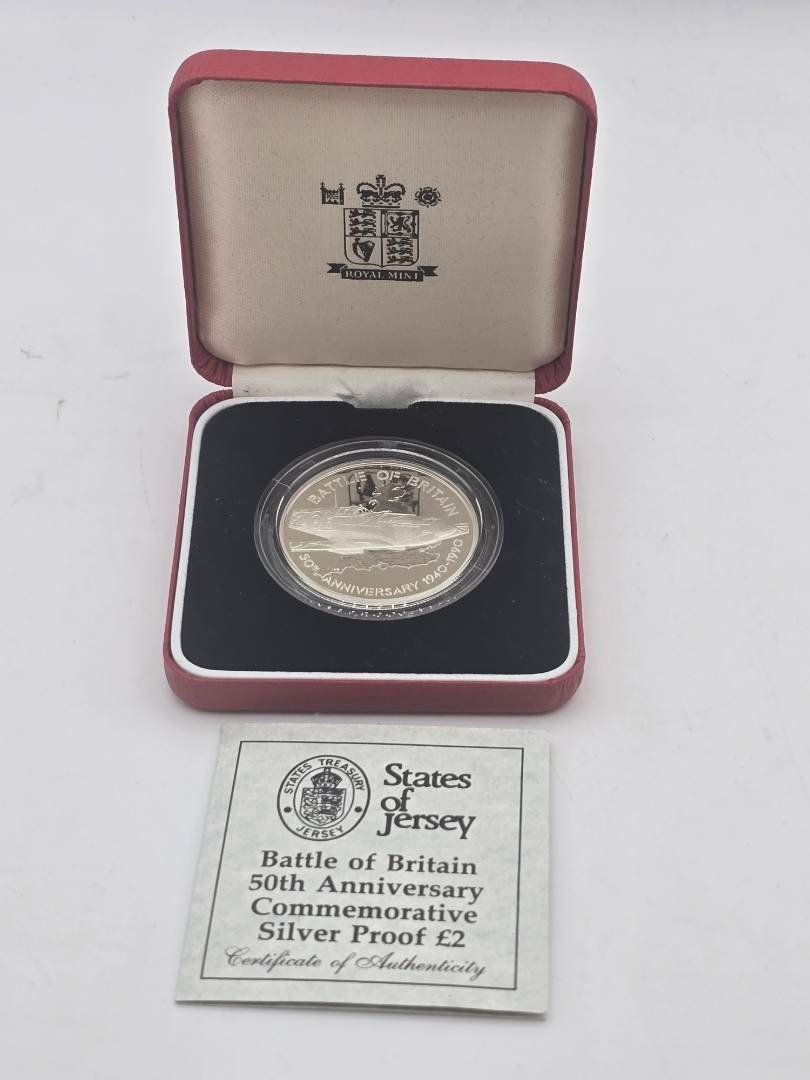 ROYAL MINT
BATTLE OF BRITAIN
50TH ANNIVERSARY 1940-1990
STATES TREASURY
JERSEY
States
of
Jersey
Battle of Britain
50th Anniversary
Commemorative
Silver Proof £2
Certificate of Authenticity